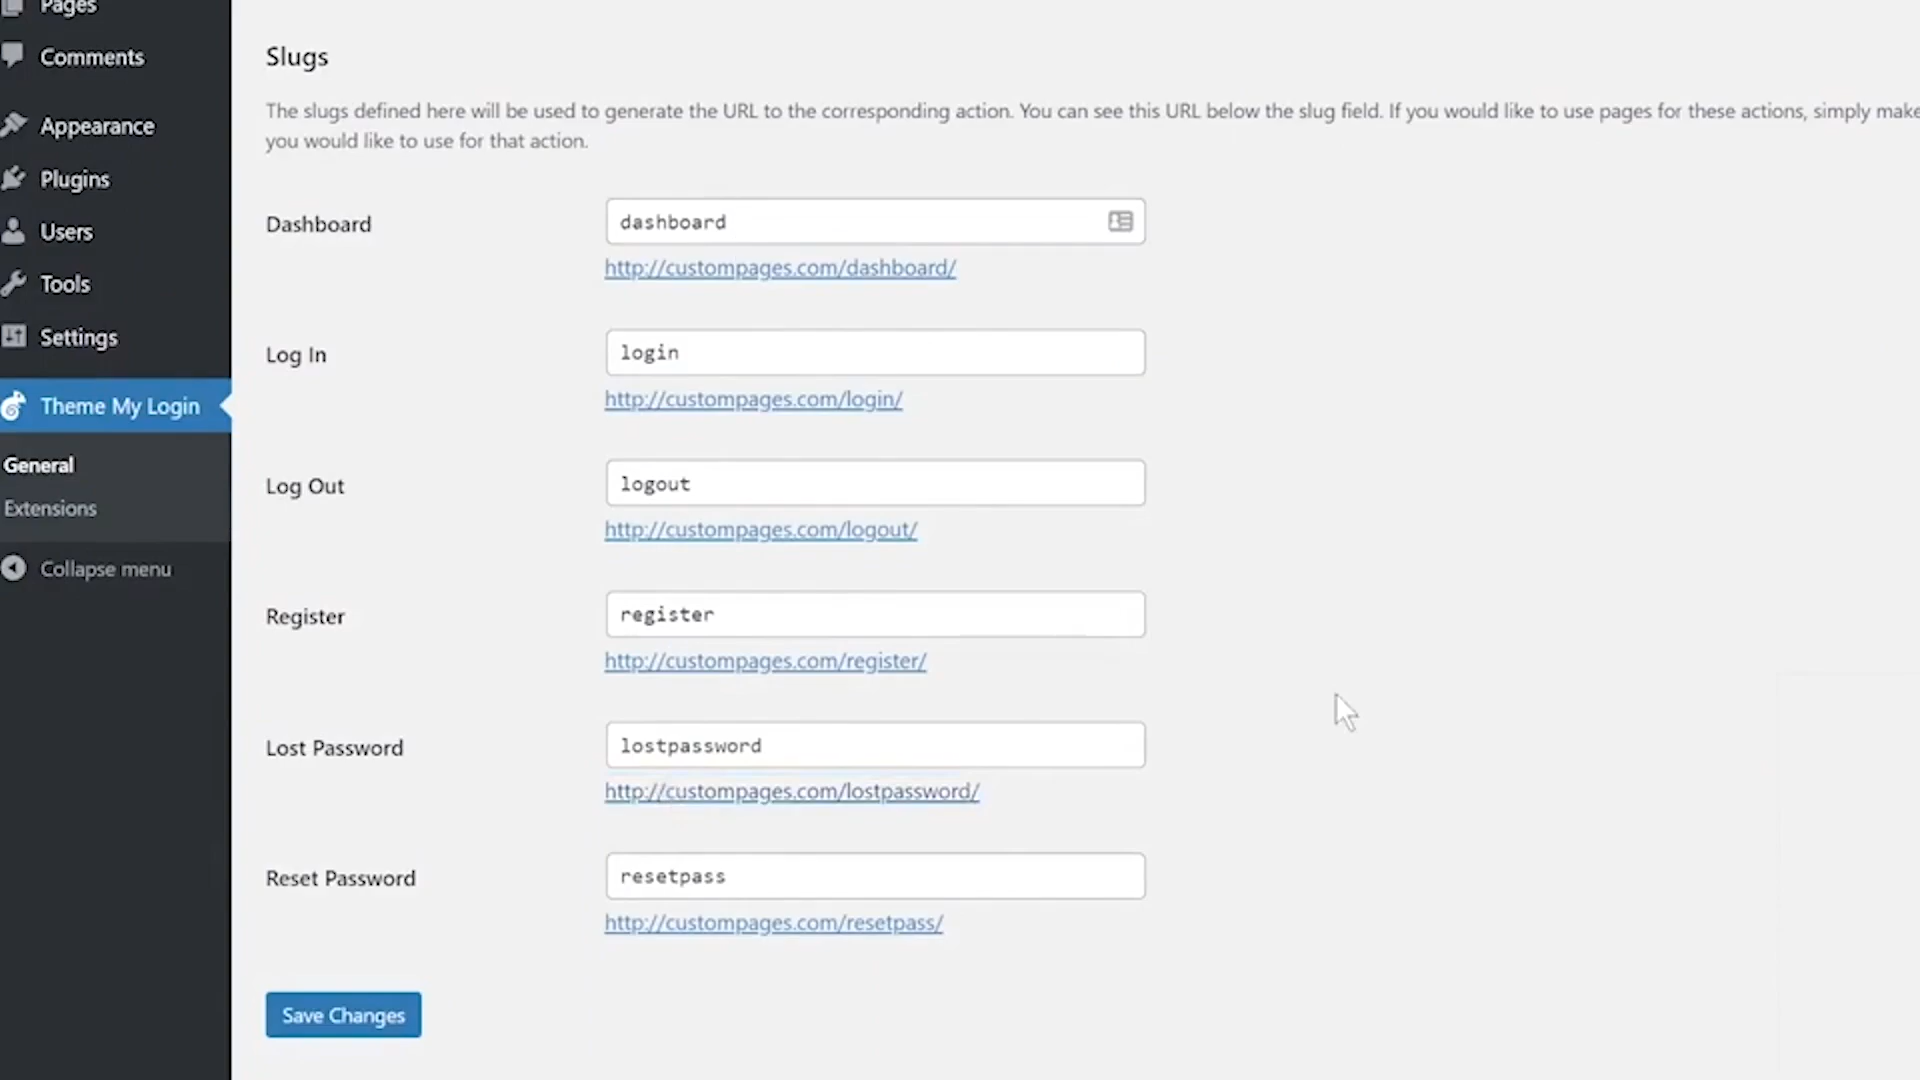 Pages
Comments
Appearance
Plugins
Users
Tools
Settings
Theme My Login
General
Extensions
Collapse menu
Slugs
The slugs defined here will be used to generate the URL to the corresponding action. You can see this URL below the slug field. If you would like to use pages for these actions, simply make
you would like to use for that action.
Dashboard
dashboard
http://custompages.com/dashboard/
Log In
login
http://custompages.com/login/
Log Out
logout
http://custompages.com/logout/
Register
register
http://custompages.com/register/
Lost Password
lostpassword
http://custompages.com/lostpassword/
Reset Password
resetpass
http://custompages.com/resetpass/
Save Changes